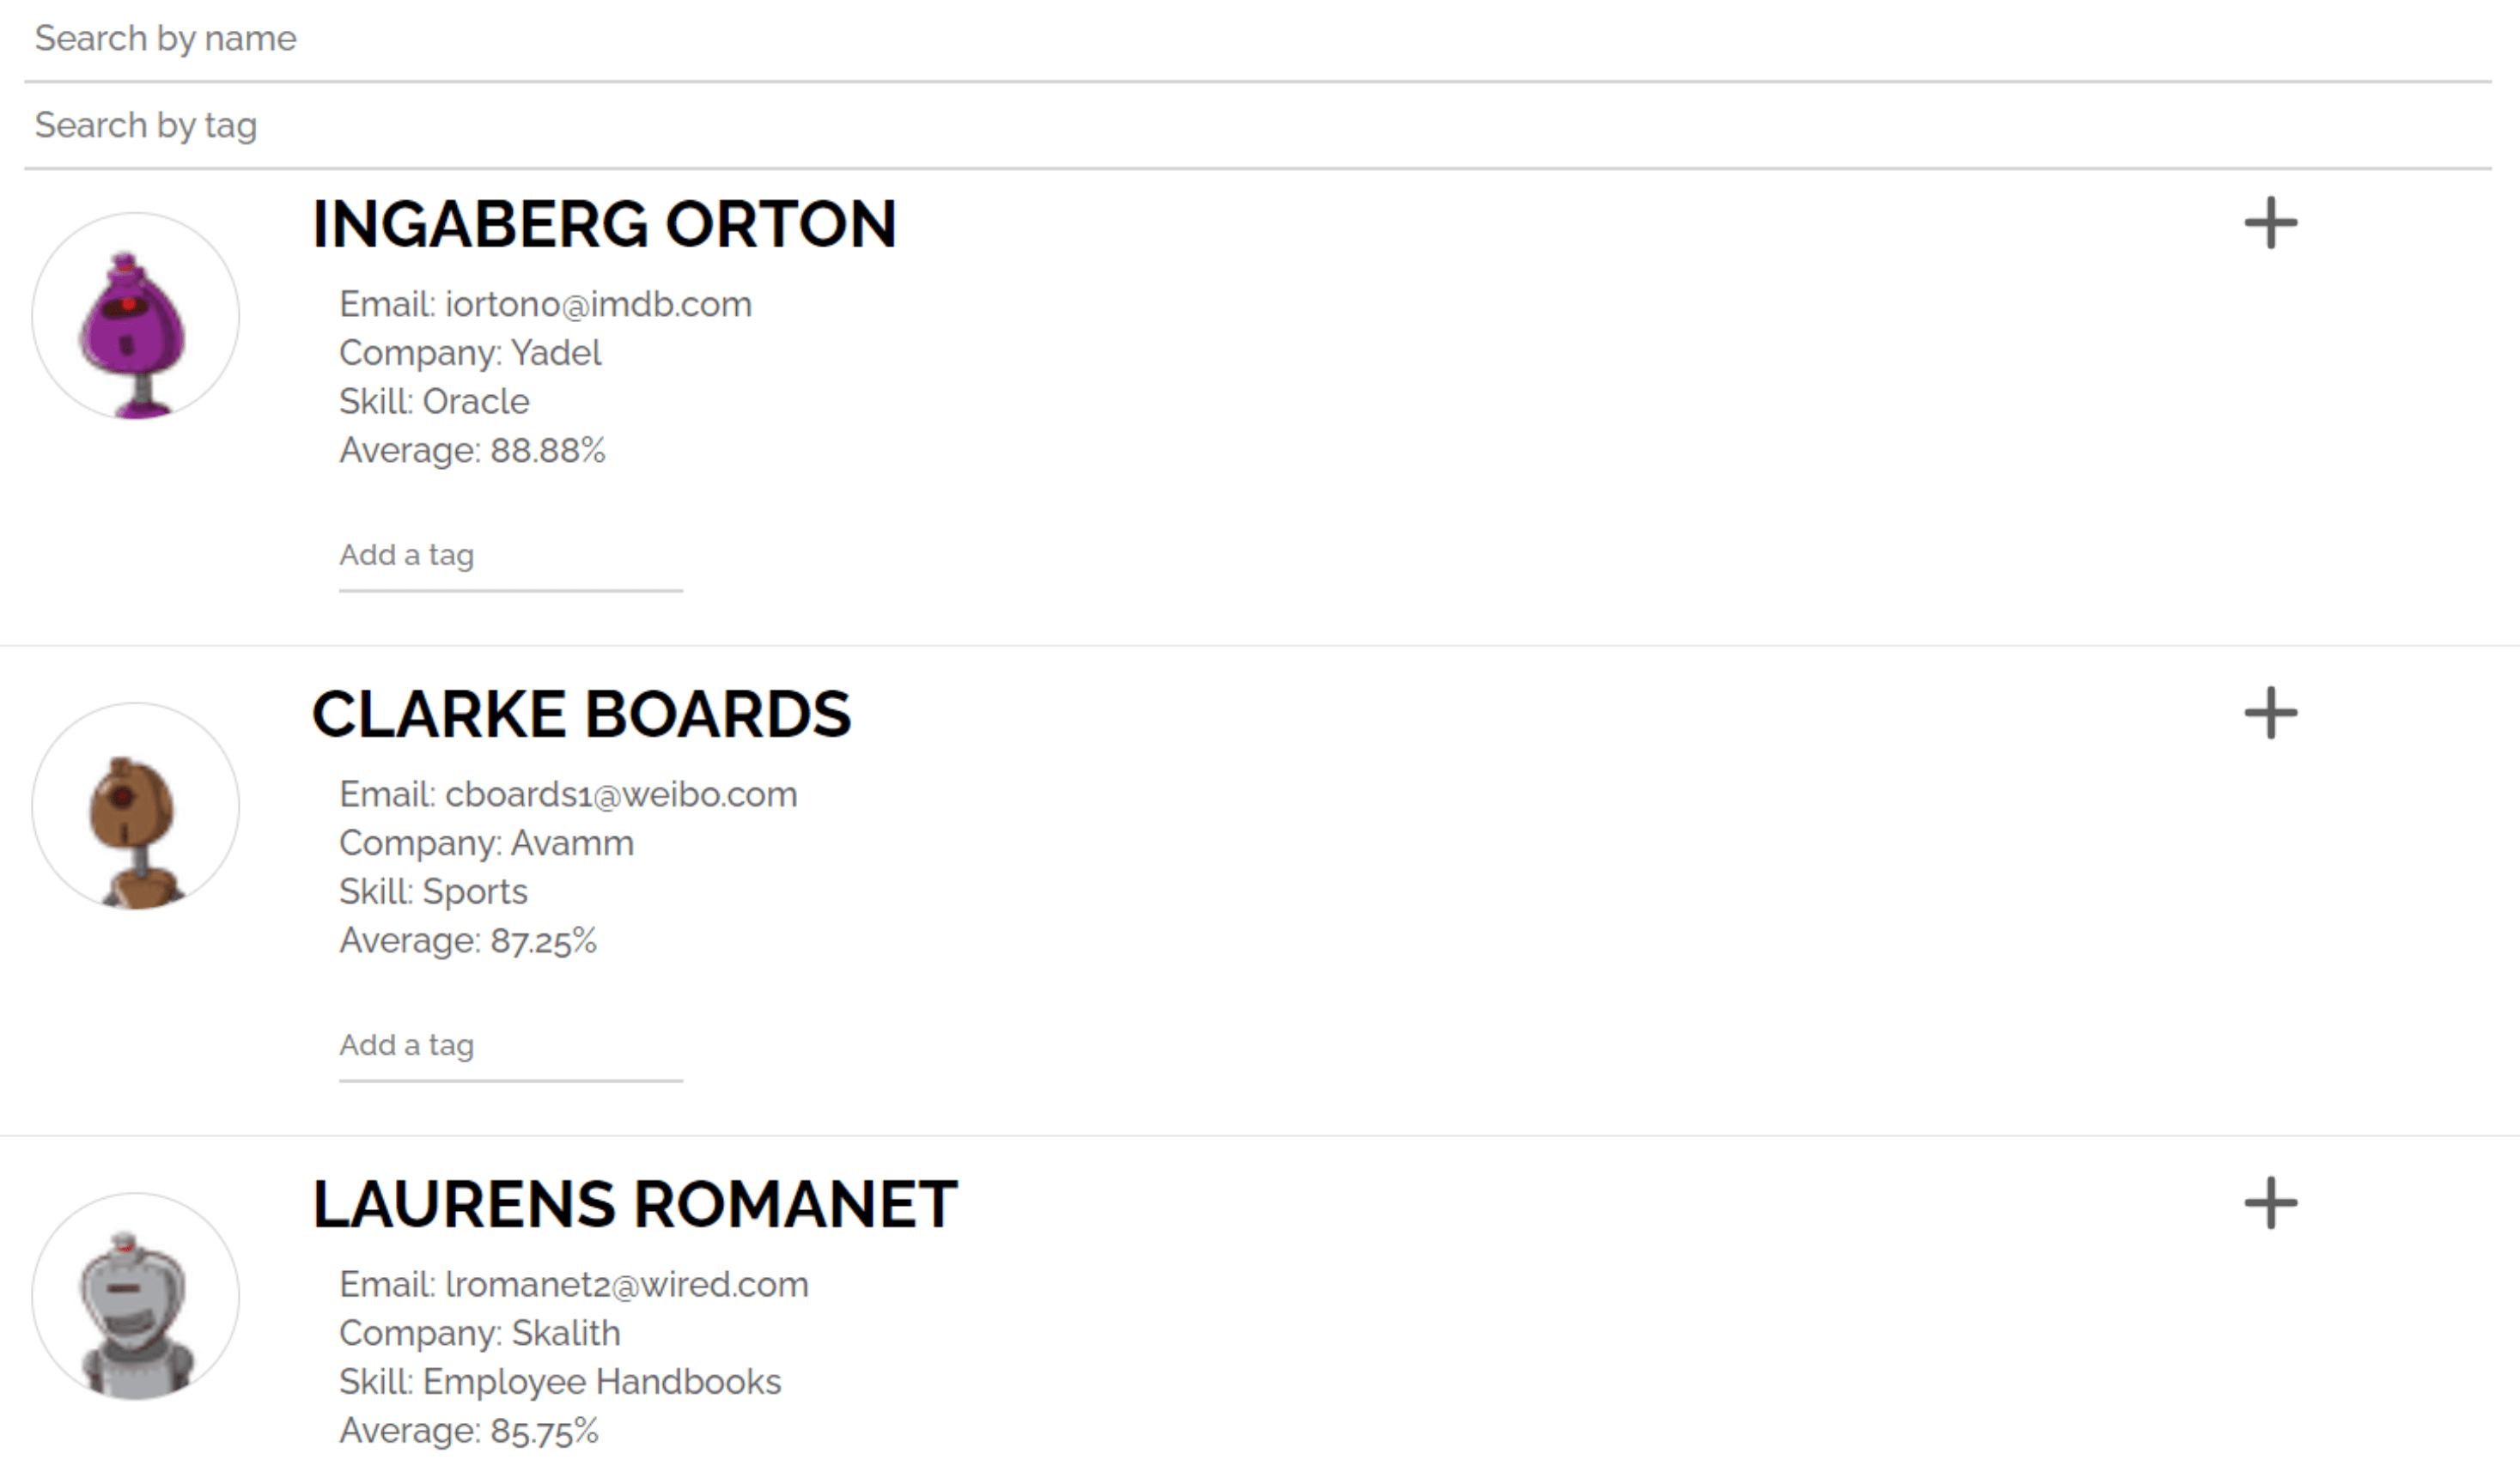 Search by name
Search by tag
INGABERG ORTON
Email: iorton0@imdb.com
Company: Yadel
Skill: Oracle
Average: 88.88%
Add a tag
CLARKE BOARDS
Email: cboards1@weibo.com
Company: Avamm
Skill: Sports
Average: 87.25%
Add a tag
LAURENS ROMANET
Email: lromanet2@wired.com
Company: Skalith
Skill: Employee Handbooks
Average: 85.75%